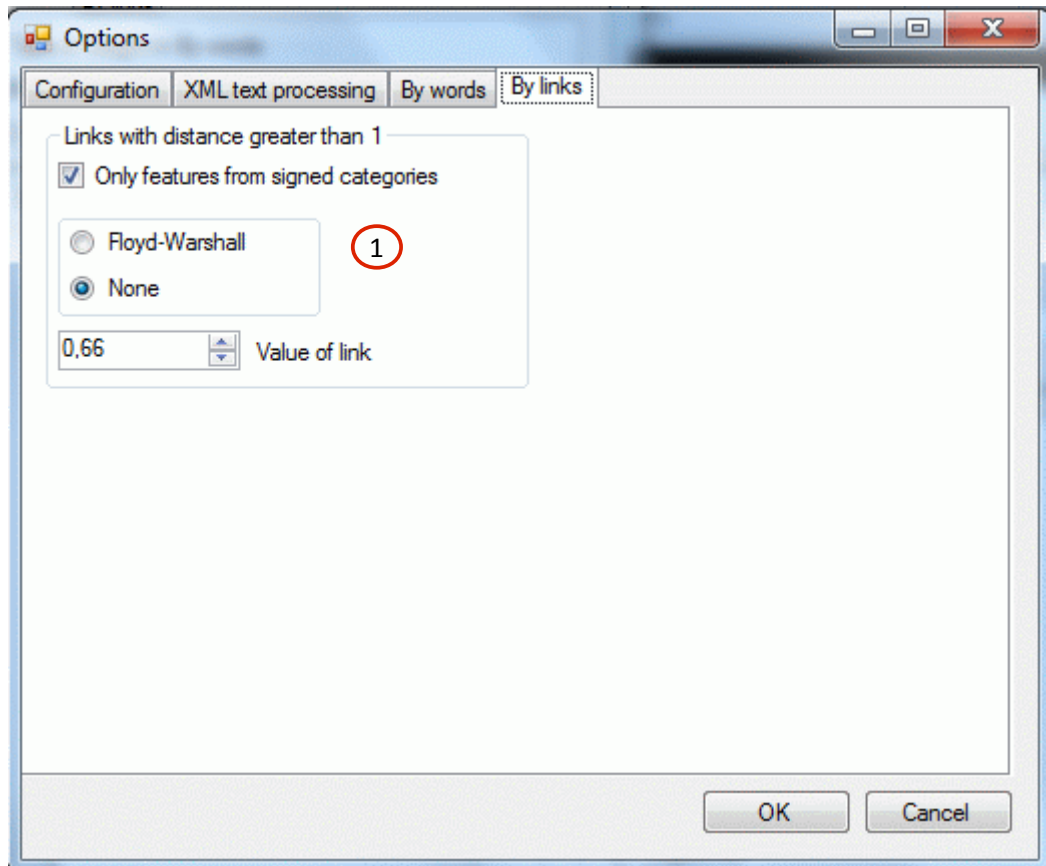 Options
Configuration XML text processing By words By links
Links with distance greater than 1
Only features from signed categories
Floyd-Warshall
1
None
0,66 Value of link
OK Cancel